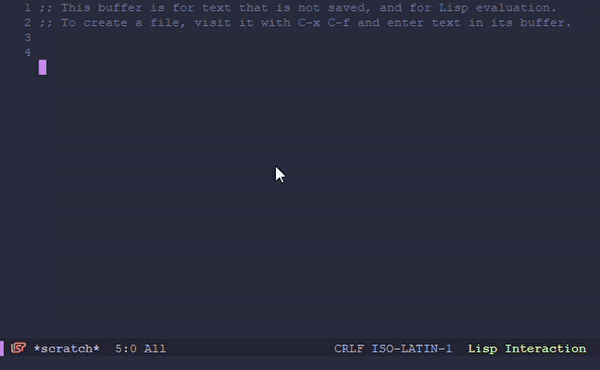 1 ;; This buffer is for text that is not saved, and for Lisp evaluation.
2 ;; To create a file, visit it with C-x C-f and enter text in its buffer.
3
4
*scratch* 5:0 All CRLF ISO-LATIN-1 Lisp Interaction